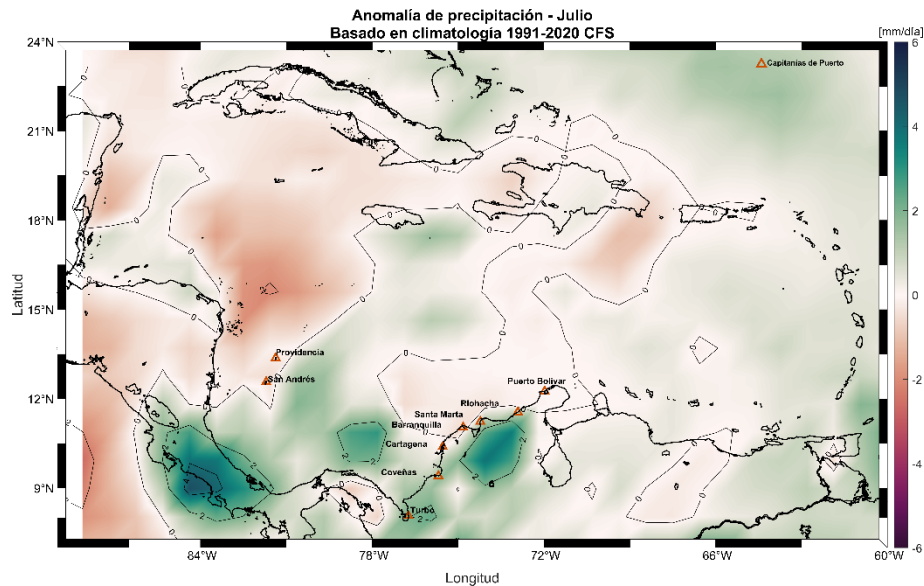 Anomalía de precipitación - Julio
Basado en climatología 1991-2020 CFS
[mm/día]
24°N
21°N
18°N
15°N
12°N
9°N
Latitud
Capitanías de Puerto
Providencia
San Andrés
Puerto Bolívar
Riohacha
Santa Marta
Barranquilla
Cartagena
Coveñas
Turbo
84°W
78°W
72°W
66°W
60°W
Longitud
6
4
2
0
-2
-4
-6